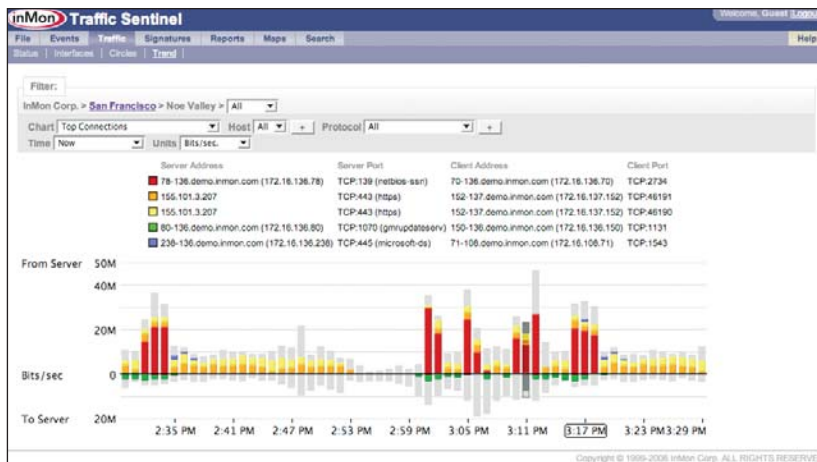 inMon Traffic Sentinel
Welcome, Guest [Logout
File Events Traffic Signatures Reports Maps Search Help
Status | Interfaces | Circles | Trend |
Filter:
InMon Corp. > San Francisco > Noe Valley > All
Chart Top Connections Host All + Protocol All +
Time Now Units Bits/sec.
Server Address Server Port Client Address Client Port
78-136.demo.inmon.com (172.16.136.78) TCP:139 (netbios-ssn) 70-136.demo.inmon.com (172.16.136.70) TCP:2734
155.101.3.207 TCP:443 (https) 152-137.demo.inmon.com (172.16.137.152) TCP:46191
155.101.3.207 TCP:443 (https) 152-137.demo.inmon.com (172.16.137.152) TCP:46190
80-136.demo.inmon.com (172.16.136.80) TCP:1070 (gmrupdateserv) 150-136.demo.inmon.com (172.16.136.150) TCP:1131
238-136.demo.inmon.com (172.16.136.238) TCP:445 (microsoft-ds) 71-108.demo.inmon.com (172.16.108.71) TCP:1543
From Server 50M
40M
20M
Bits/sec 0
To Server 20M
2:35 PM 2:41 PM 2:47 PM 2:53 PM 2:59 PM 3:05 PM 3:11 PM 3:17 PM 3:23 PM 3:29 PM
Copyright © 1999-2006 InMon Corp. ALL RIGHTS RESERVE